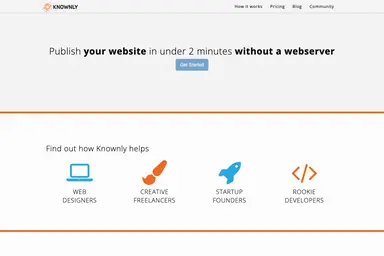 KNOWNLY
How it works Pricing Blog Community
Publish your website in under 2 minutes without a webserver
Get Started
Find out how Knownly helps
WEB DESIGNERS
CREATIVE FREELANCERS
STARTUP FOUNDERS
ROOKIE DEVELOPERS